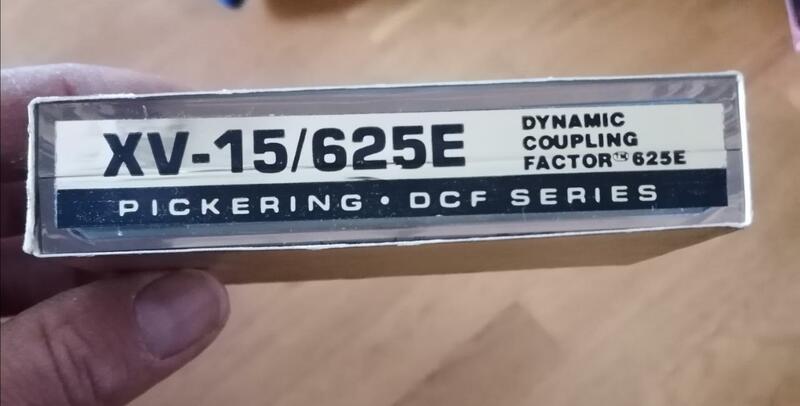 XV-15/625E
DYNAMIC
COUPLING
FACTOR™ 625E
PICKERING • DCF SERIES